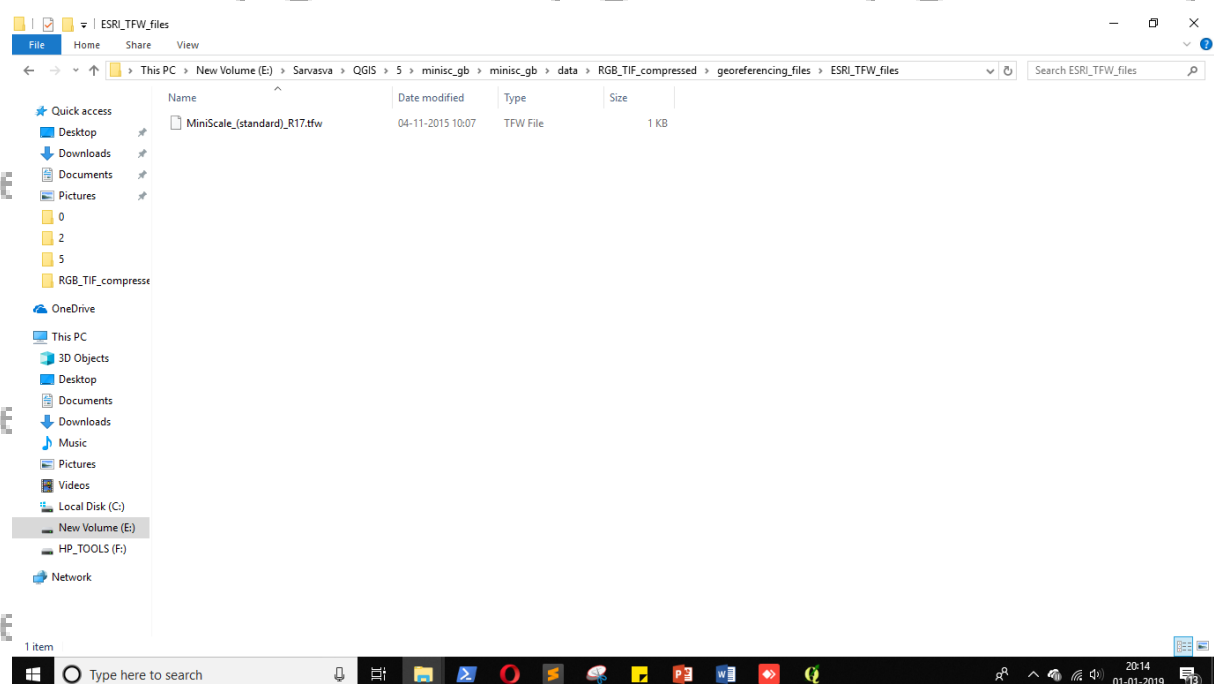 ESRI_TFW_files
File Home Share View
This PC > New Volume (E:) > Sarvasva > QGIS > 5 > minisc_gb > minisc_gb > data > RGB_TIF_compressed > georeferencing_files > ESRI_TFW_files
Search ESRI_TFW_files
Name Date modified Type Size
MiniScale_(standard)_R17.tfw 04-11-2015 10:07 TFW File 1 KB
Quick access
Desktop
Downloads
Documents
Pictures
0
2
5
RGB_TIF_compresse
OneDrive
This PC
3D Objects
Desktop
Documents
Downloads
Music
Pictures
Videos
Local Disk (C:)
New Volume (E:)
HP_TOOLS (F:)
Network
1 item
Type here to search
20:14
01-01-2019
13